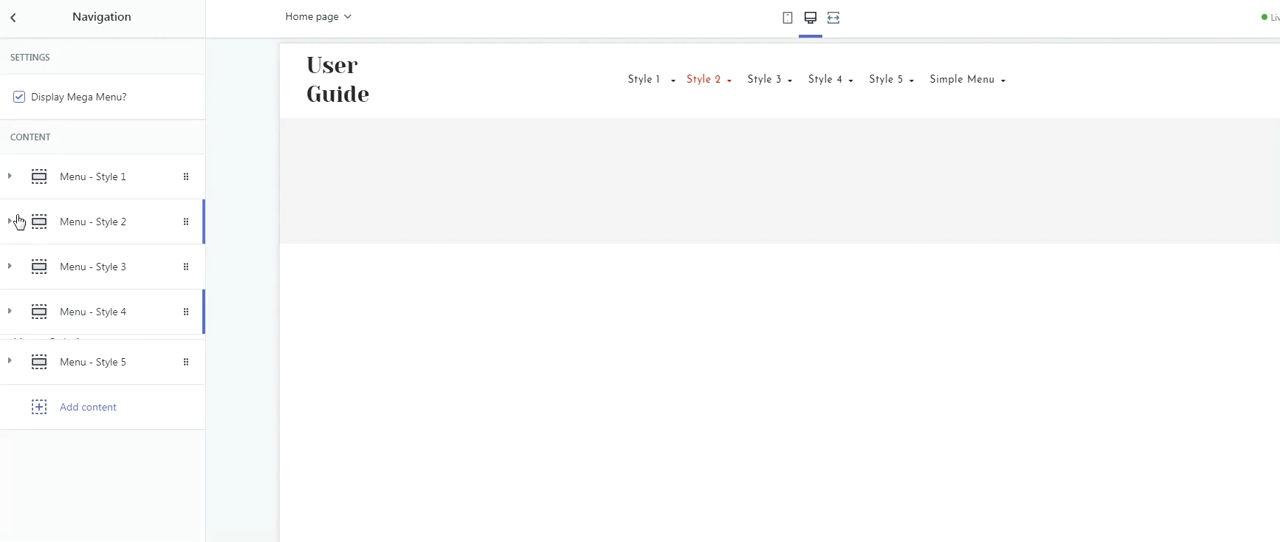 Navigation
Home page
SETTINGS
Display Mega Menu?
CONTENT
Menu - Style 1
Menu - Style 2
Menu - Style 3
Menu - Style 4
Menu - Style 5
Add content
User
Guide
Style 1
Style 2
Style 3
Style 4
Style 5
Simple Menu